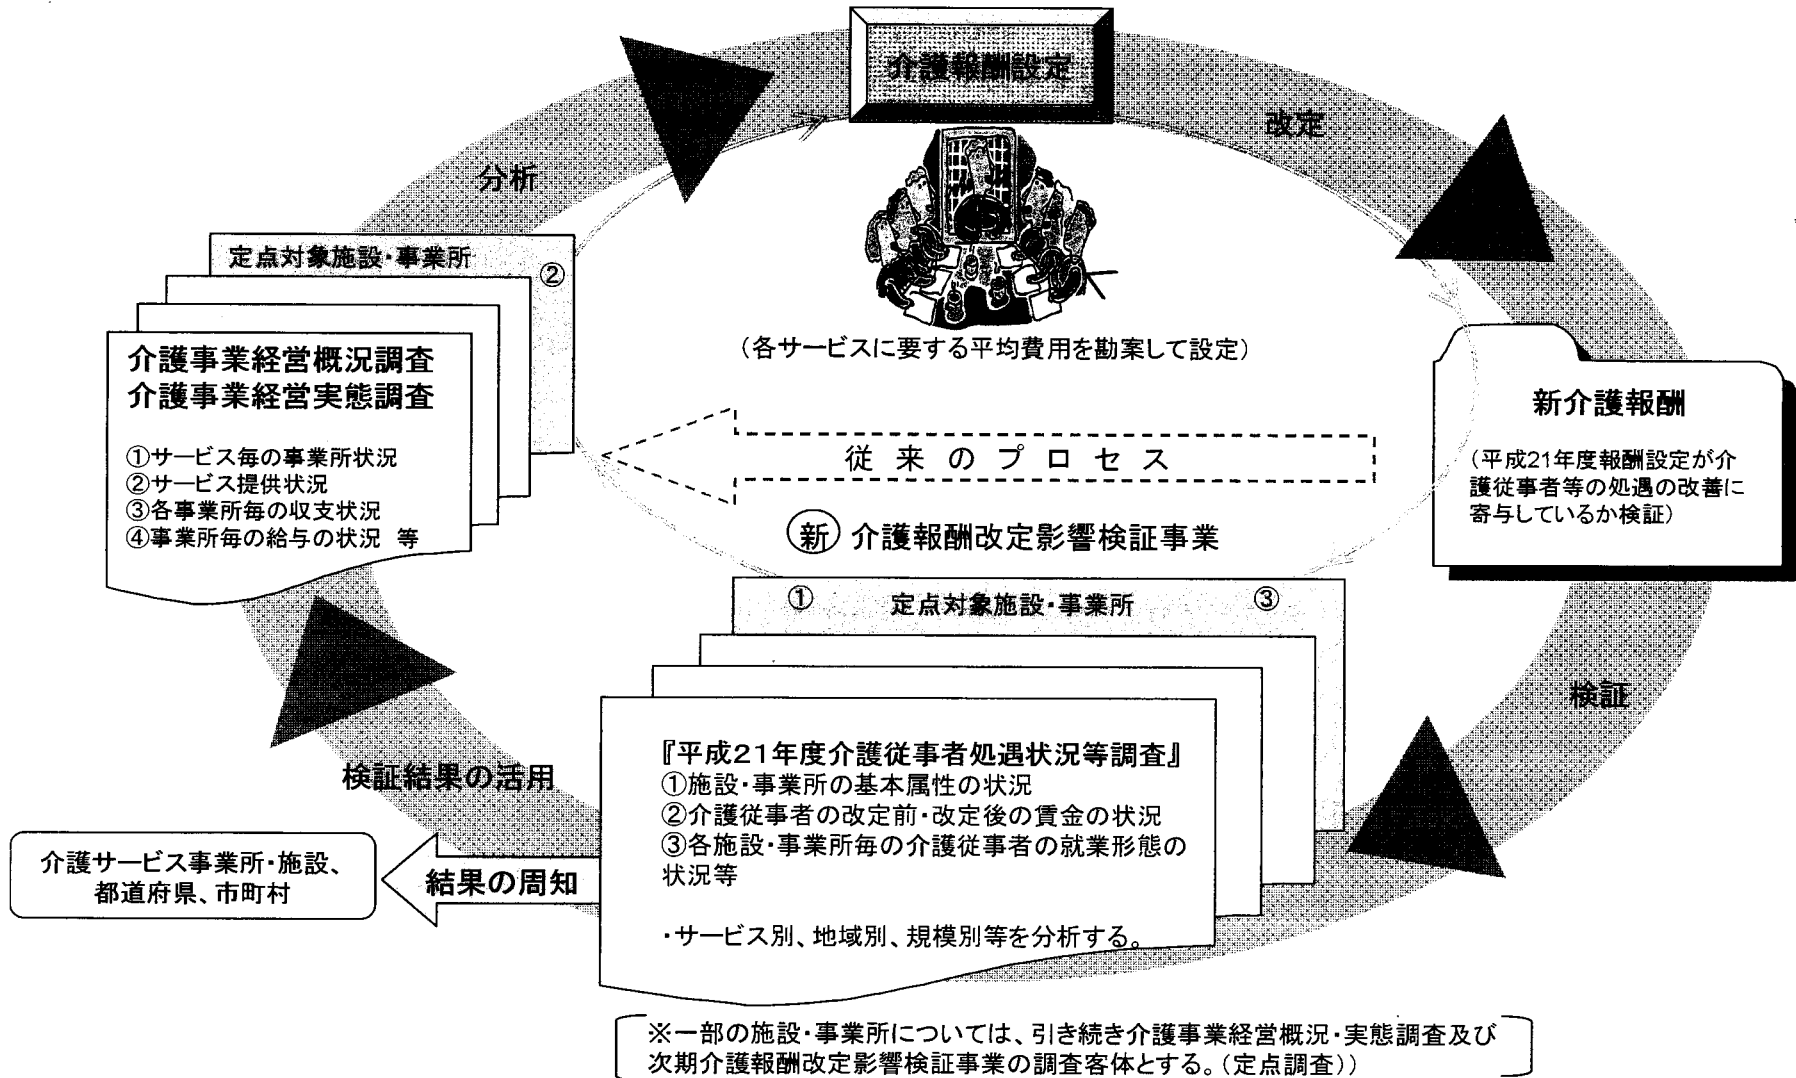 介護報酬設定
改定
分析
定点対象施設・事業所
②
介護事業経営概況調査
介護事業経営実態調査
①サービス毎の事業所状況
②サービス提供状況
③各事業所毎の収支状況
④事業所毎の給与の状況 等
(各サービスに要する平均費用を勘案して設定)
従来のプロセス
新介護報酬
(平成21年度報酬設定が介
護従事者等の処遇の改善に
寄与しているか検証)
新 介護報酬改定影響検証事業
① 定点対象施設・事業所 ③
検証
『平成21年度介護従事者処遇状況等調査』
①施設・事業所の基本属性の状況
②介護従事者の改定前・改定後の賃金の状況
③各施設・事業所毎の介護従事者の就業形態の
状況等
・サービス別、地域別、規模別等を分析する。
検証結果の活用
結果の周知
介護サービス事業所・施設、
都道府県、市町村
※一部の施設・事業所については、引き続き介護事業経営概況・実態調査及び
次期介護報酬改定影響検証事業の調査客体とする。(定点調査))